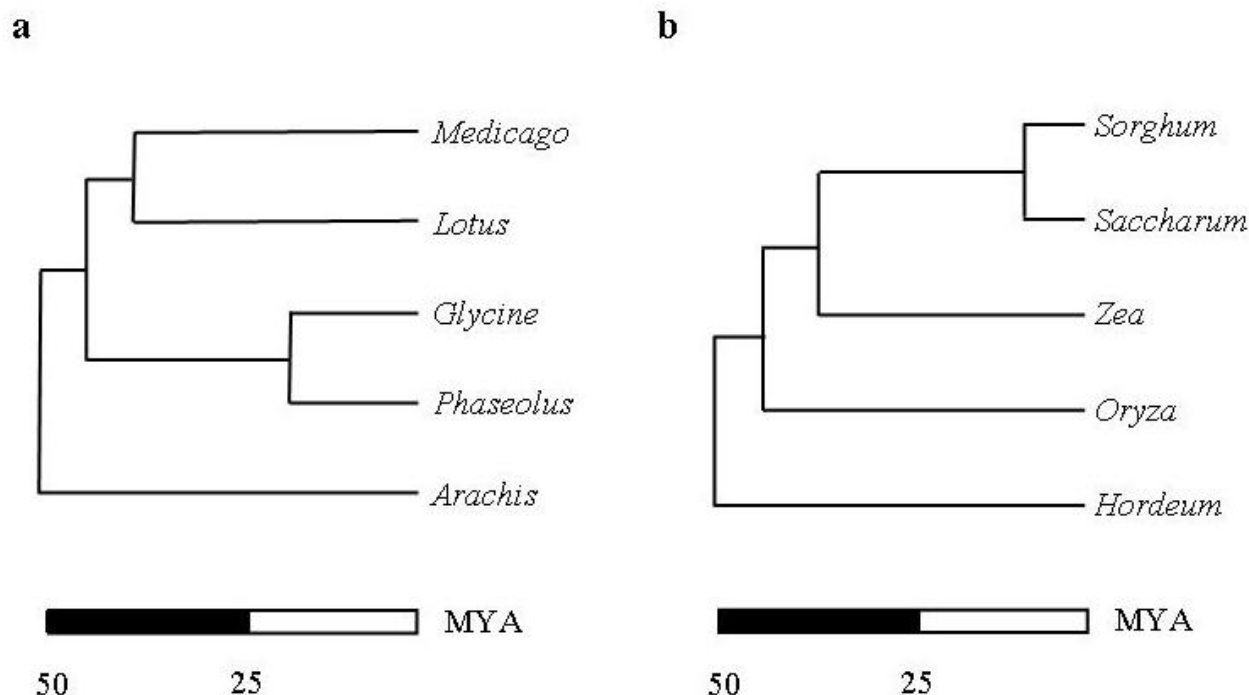 a
Medicago
Lotus
Glycine
Phaseolus
Arachis
MYA
50 25
b
Sorghum
Saccharum
Zea
Oryza
Hordeum
MYA
50 25